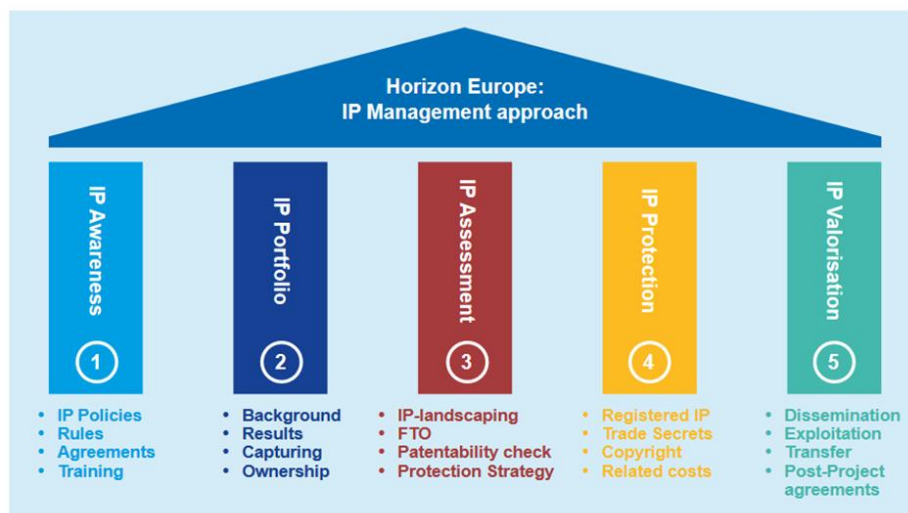 Horizon Europe:
IP Management approach
IP Awareness
1
• IP Policies
• Rules
• Agreements
• Training
IP Portfolio
2
• Background
• Results
• Capturing
• Ownership
IP Assessment
3
• IP-landscaping
• FTO
• Patentability check
• Protection Strategy
IP Protection
4
• Registered IP
• Trade Secrets
• Copyright
• Related costs
IP Valorisation
5
• Dissemination
• Exploitation
• Transfer
• Post-Project
agreements